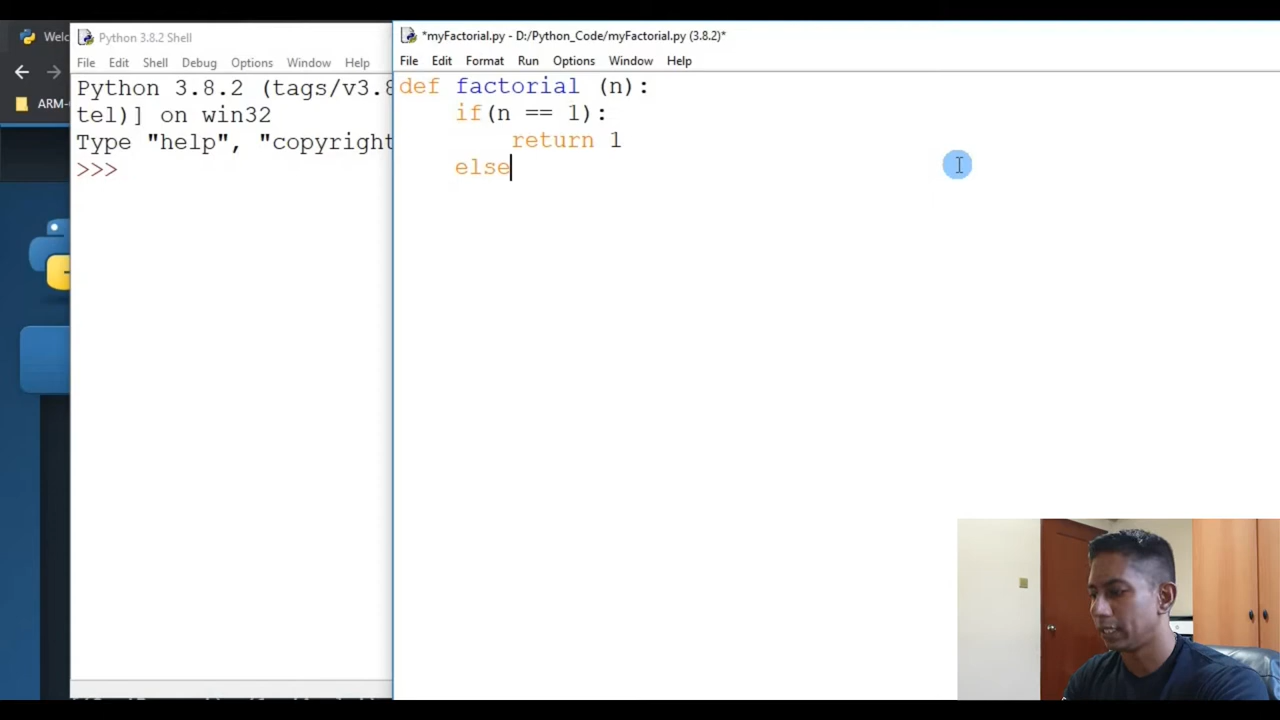 Welc
Python 3.8.2 Shell
File Edit Shell Debug Options Window Help
Python 3.8.2 (tags/v3.8
tel)] on win32
Type "help", "copyright
>>>
ARM-
*myFactorial.py - D:/Python_Code/myFactorial.py (3.8.2)*
File Edit Format Run Options Window Help
def factorial (n):
if(n == 1):
return 1
else